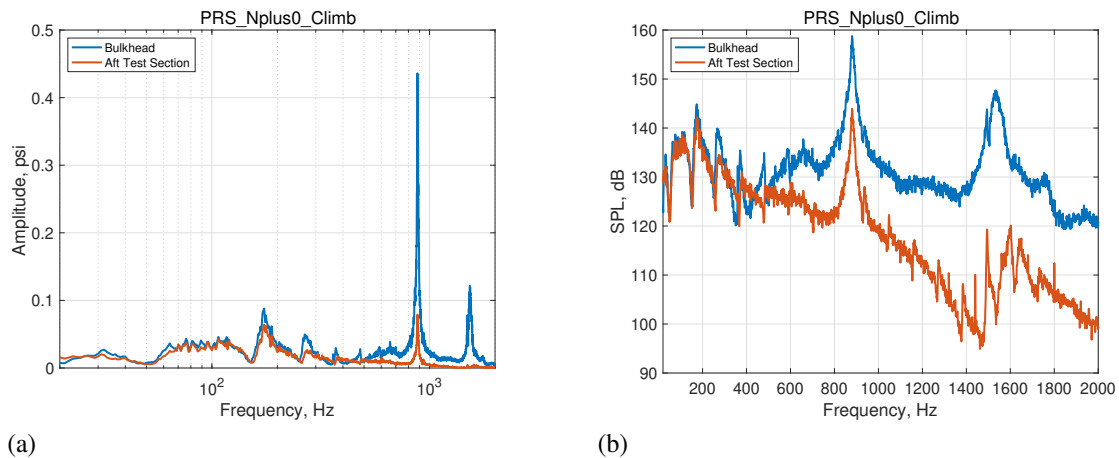 PRS_Nplus0_Climb
Bulkhead
Aft Test Section
Amplitude, psi
0.5
0.4
0.3
0.2
0.1
0
10^2
10^3
Frequency, Hz
(a)
PRS_Nplus0_Climb
Bulkhead
Aft Test Section
SPL, dB
160
150
140
130
120
110
100
90
200 400 600 800 1000 1200 1400 1600 1800 2000
Frequency, Hz
(b)